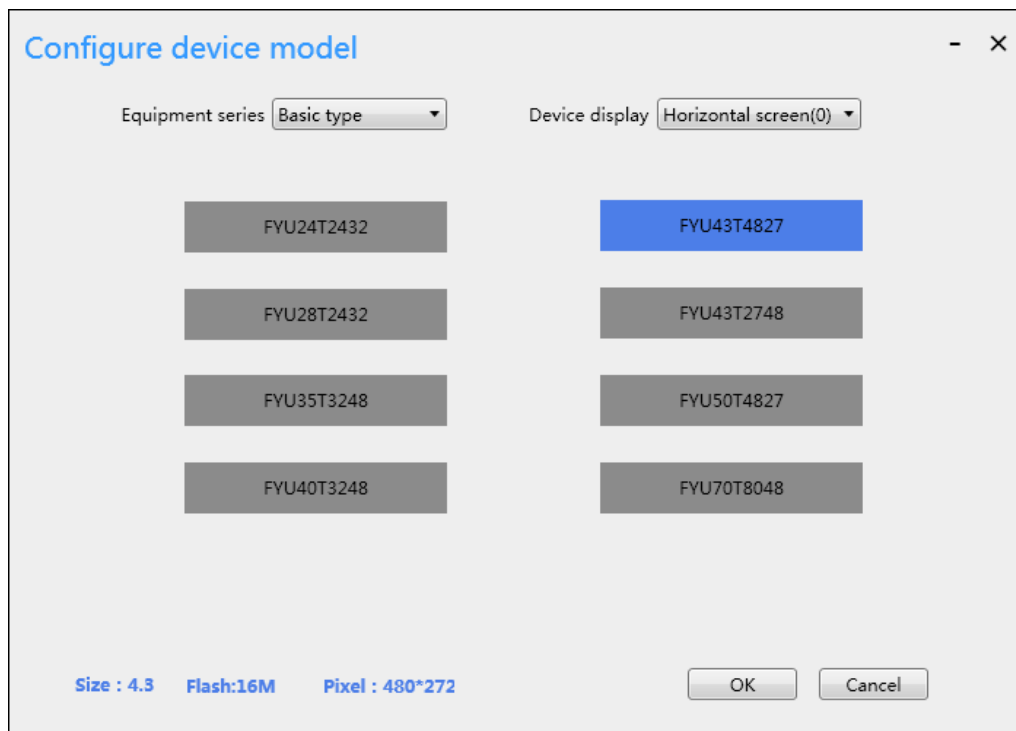 Configure device model
Equipment series Basic type Device display Horizontal screen(0)
FYU24T2432 FYU43T4827
FYU28T2432 FYU43T2748
FYU35T3248 FYU50T4827
FYU40T3248 FYU70T8048
Size : 4.3 Flash:16M Pixel : 480*272 OK Cancel